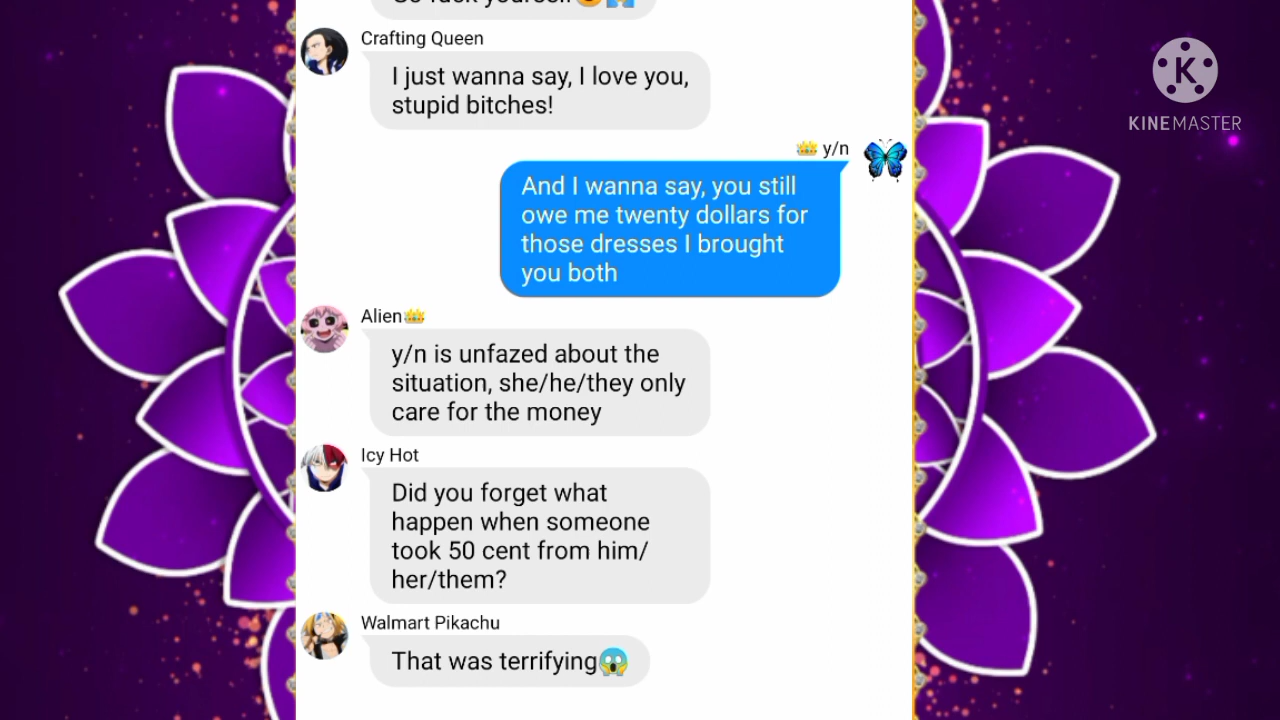 So fuck yourself
Crafting Queen
I just wanna say, I love you,
stupid bitches!
y/n
And I wanna say, you still
owe me twenty dollars for
those dresses I brought
you both
Alien
y/n is unfazed about the
situation, she/he/they only
care for the money
Icy Hot
Did you forget what
happen when someone
took 50 cent from him/
her/them?
Walmart Pikachu
That was terrifying
K
KINEMASTER